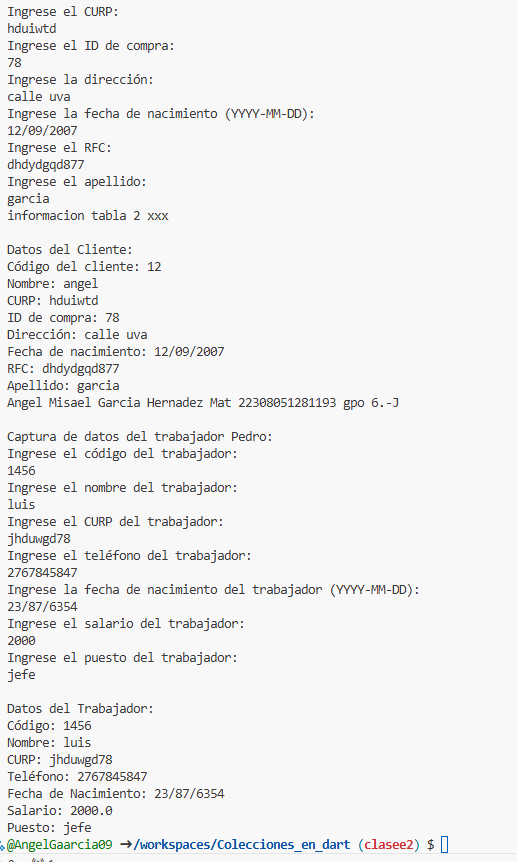 Ingrese el CURP:
hduiwtd
Ingrese el ID de compra:
78
Ingrese la dirección:
calle uva
Ingrese la fecha de nacimiento (YYYY-MM-DD):
12/09/2007
Ingrese el RFC:
dhdydgqd877
Ingrese el apellido:
garcia
informacion tabla 2 xxx
Datos del Cliente:
Código del cliente: 12
Nombre: angel
CURP: hduiwtd
ID de compra: 78
Dirección: calle uva
Fecha de nacimiento: 12/09/2007
RFC: dhdydgqd877
Apellido: garcia
Angel Misael Garcia Hernadez Mat 22308051281193 gpo 6.-J
Captura de datos del trabajador Pedro:
Ingrese el código del trabajador:
1456
Ingrese el nombre del trabajador:
luis
Ingrese el CURP del trabajador:
jhduwgd78
Ingrese el teléfono del trabajador:
2767845847
Ingrese la fecha de nacimiento del trabajador (YYYY-MM-DD):
23/87/6354
Ingrese el salario del trabajador:
2000
Ingrese el puesto del trabajador:
jefe
Datos del Trabajador:
Código: 1456
Nombre: luis
CURP: jhduwgd78
Teléfono: 2767845847
Fecha de Nacimiento: 23/87/6354
Salario: 2000.0
Puesto: jefe
@AngelGaarcia09 ➜/workspaces/Colecciones_en_dart (clasee2) $